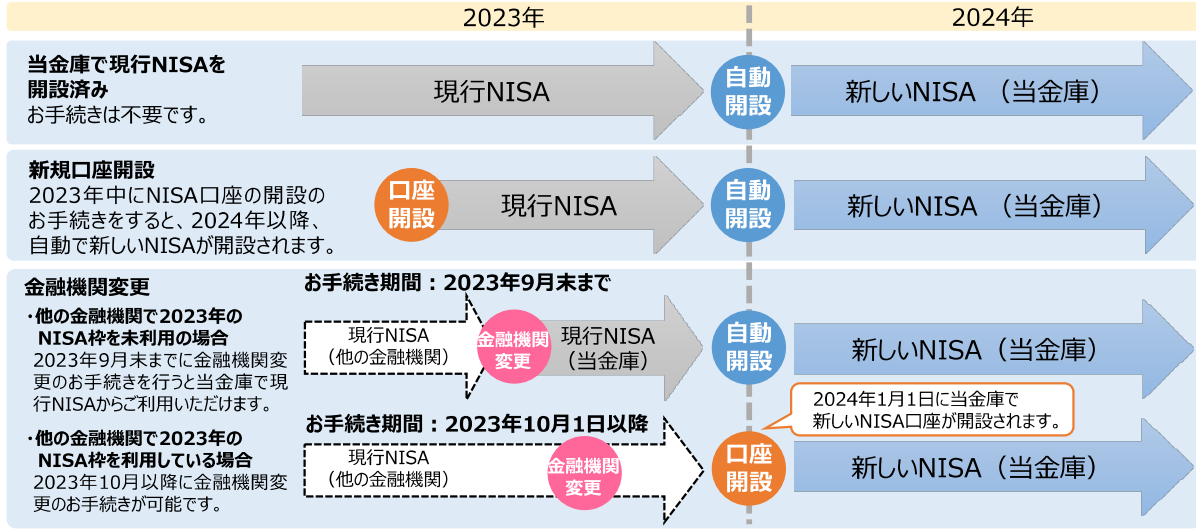 2023年
2024年
当金庫で現行NISAを
開設済み
お手続きは不要です。
現行NISA
自動
開設
新しいNISA （当金庫）
新規口座開設
2023年中にNISA口座の開設の
お手続きをすると、2024年以降、
自動で新しいNISAが開設されます。
口座
開設
現行NISA
自動
開設
新しいNISA （当金庫）
金融機関変更
・他の金融機関で2023年の
NISA枠を未利用の場合
2023年9月末までに金融機関変
更のお手続きを行うと当金庫で現
行NISAからご利用いただけます。
お手続き期間：2023年9月末まで
現行NISA
（他の金融機関）
金融機関
変更
現行NISA
（当金庫）
自動
開設
新しいNISA（当金庫）
・他の金融機関で2023年の
NISA枠を利用している場合
2023年10月以降に金融機関変
更のお手続きが可能です。
お手続き期間：2023年10月1日以降
現行NISA
（他の金融機関）
金融機関
変更
2024年1月1日に当金庫で
新しいNISA口座が開設されます。
口座
開設
新しいNISA（当金庫）